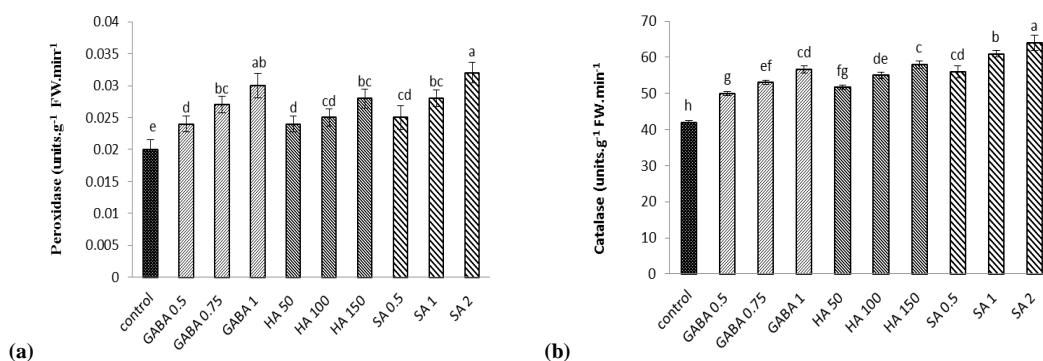 Peroxidase (units.g-1 FW.min-1
0.04
0.035
0.03
0.025
0.02
0.015
0.01
0.005
0
e
d
bc
ab
d
cd
bc
cd
bc
a
control
GABA 0.5
GABA 0.75
GABA 1
HA 50
HA 100
HA 150
SA 0.5
SA 1
SA 2
(a)
Catalase (units.g-1 FW.min-1
70
60
50
40
30
20
10
0
h
g
ef
cd
fg
de
c
cd
b
a
control
GABA 0.5
GABA 0.75
GABA 1
HA 50
HA 100
HA 150
SA 0.5
SA 1
SA 2
(b)